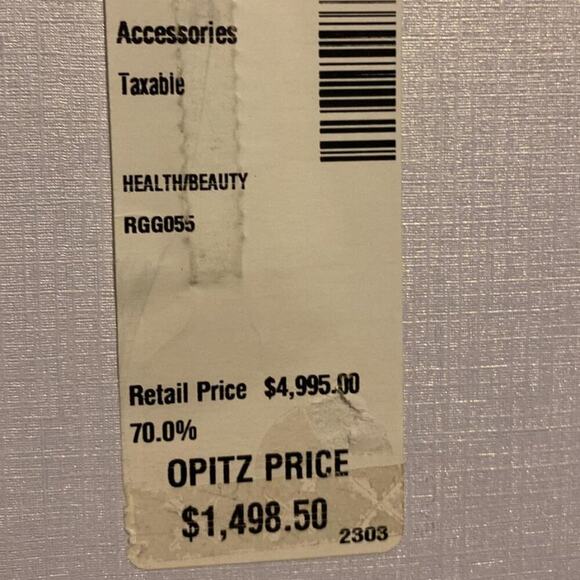 Accessories
Taxable
HEALTH/BEAUTY
RGG055
Retail Price $4,995.00
70.0%
OPITZ PRICE
$1,498.50 2303